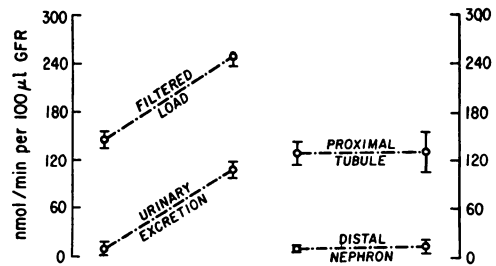 300
240
180
120
60
0
nmol/min per 100 µl GFR
FILTERED
LOAD
URINARY
EXCRETION
PROXIMAL
TUBULE
DISTAL
NEPHRON
300
240
180
120
60
0